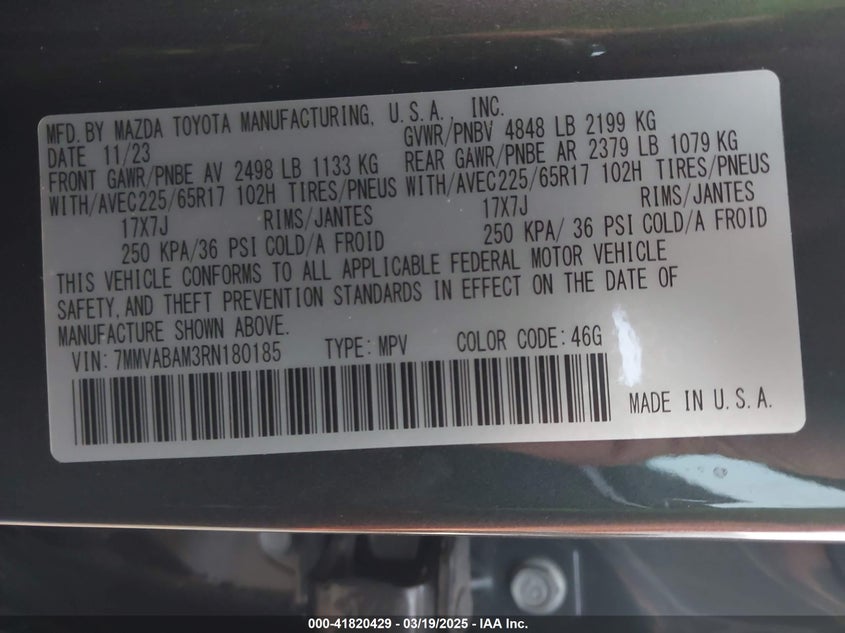 MFD. BY MAZDA TOYOTA MANUFACTURING, U.S.A. INC.
DATE 11/23 GVWR/PNBV 4848 LB 2199 KG
FRONT GAWR/PNBE AV 2498 LB 1133 KG REAR GAWR/PNBE AR 2379 LB 1079 KG
WITH/AVEC225/65R17 102H TIRES/PNEUS WITH/AVEC225/65R17 102H TIRES/PNEUS
17X7J RIMS/JANTES 17X7J RIMS/JANTES
250 KPA/36 PSI COLD/A FROID 250 KPA/ 36 PSI COLD/A FROID
THIS VEHICLE CONFORMS TO ALL APPLICABLE FEDERAL MOTOR VEHICLE
SAFETY, AND THEFT PREVENTION STANDARDS IN EFFECT ON THE DATE OF
MANUFACTURE SHOWN ABOVE.
VIN: 7MMVABAM3RN180185 TYPE: MPV COLOR CODE: 46G
MADE IN U.S.A.
000-41820429 - 03/19/2025 - IAA Inc.